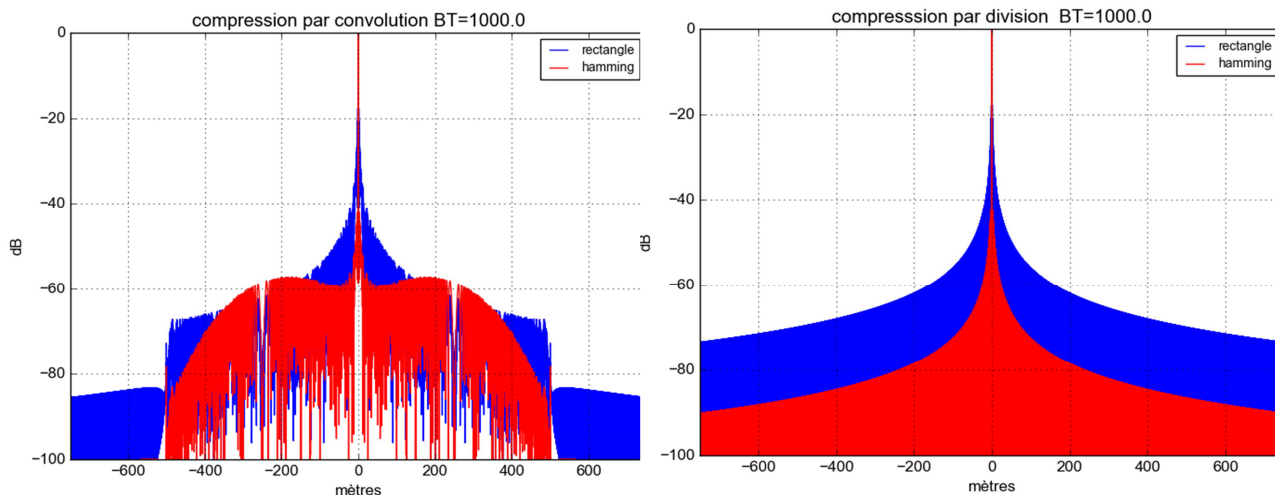 compression par convolution BT=1000.0
0
−20
−40
−60
−80
−100
dB
rectangle
hamming
−600
−400
−200
0
200
400
600
mètres
compresssion par division BT=1000.0
0
−20
−40
−60
−80
−100
dB
rectangle
hamming
−600
−400
−200
0
200
400
600
mètres